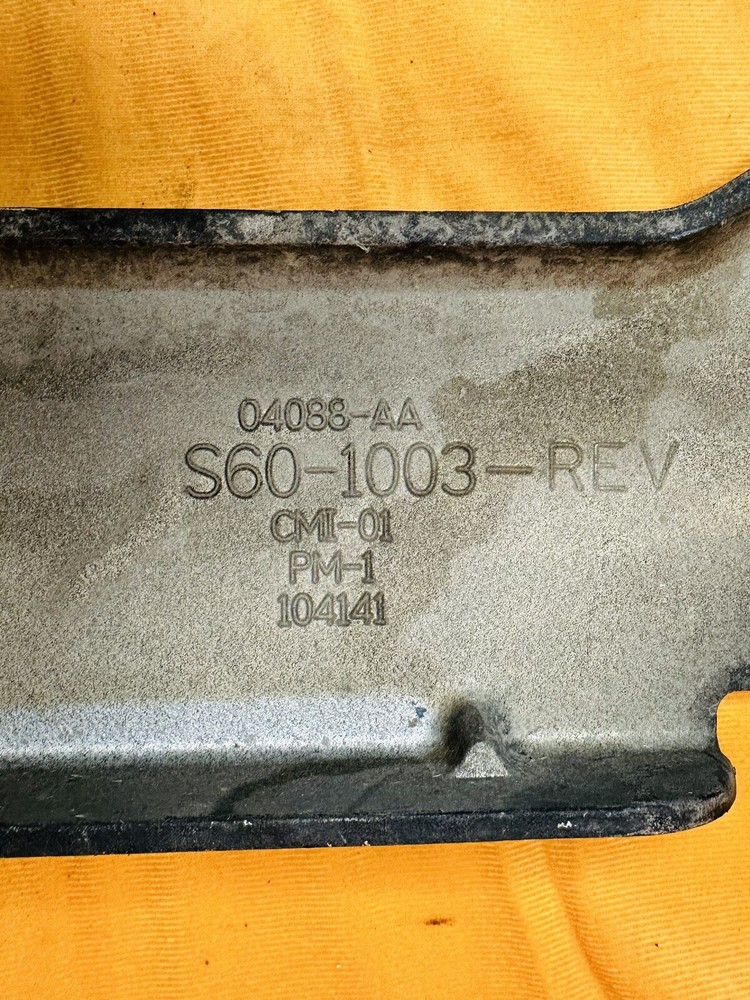 04088-AA
S60-1003-REV
CMI-01
PM-1
104141